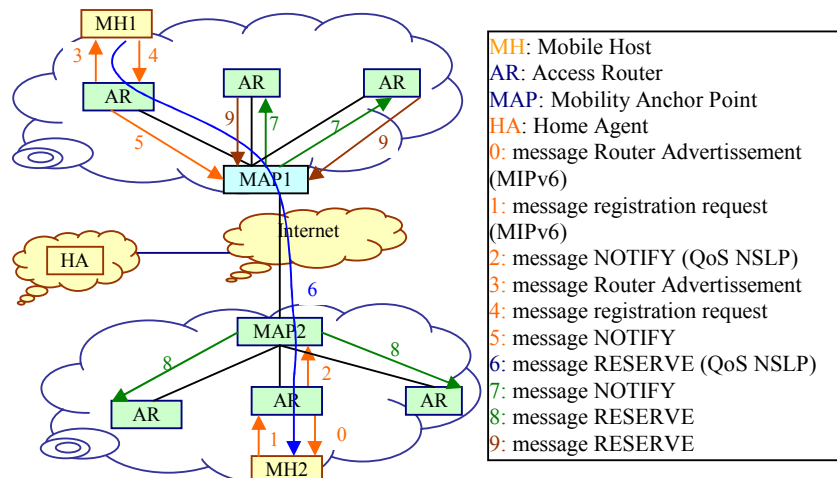 MH1
3
4
AR
AR
AR
9
7
7
9
5
MAP1
Internet
HA
6
MAP2
8
8
2
AR
AR
AR
1
0
MH2
MH: Mobile Host
AR: Access Router
MAP: Mobility Anchor Point
HA: Home Agent
0: message Router Advertissement
(MIPv6)
1: message registration request
(MIPv6)
2: message NOTIFY (QoS NSLP)
3: message Router Advertisement
4: message registration request
5: message NOTIFY
6: message RESERVE (QoS NSLP)
7: message NOTIFY
8: message RESERVE
9: message RESERVE